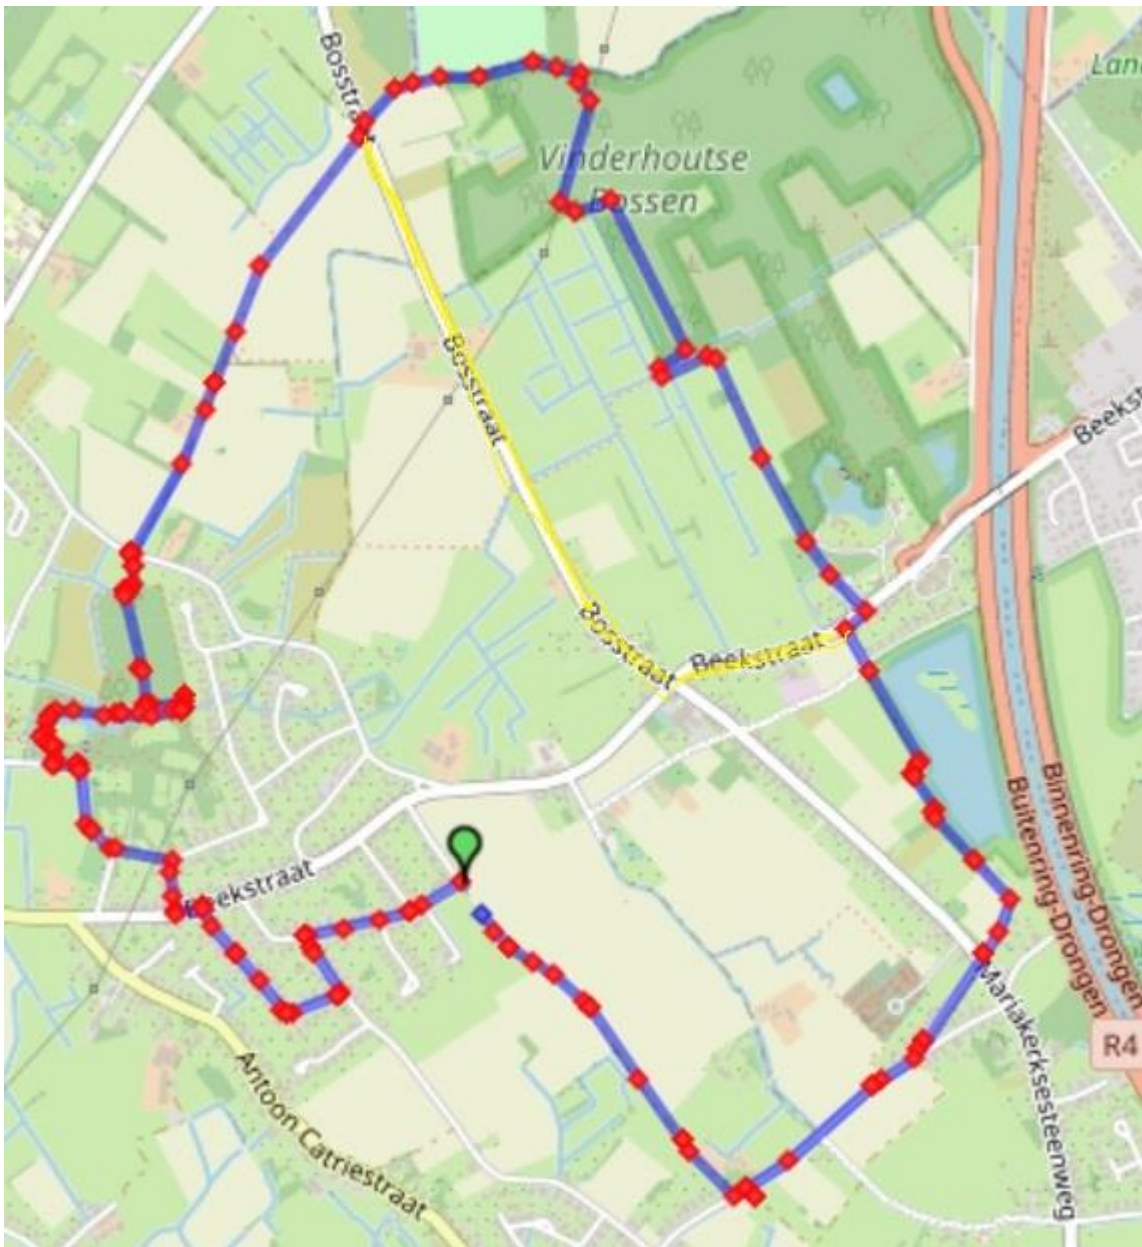 Bosstraat
Lan
Vinderhoutse
Bossen
Bosstraat
Beekst
Bosstraat
Beekstraat
Binnenring-Drongen
Buitenring-Drongen
Beekstraat
Mariakerksesteenweg
R4
Antoon Catriestraat